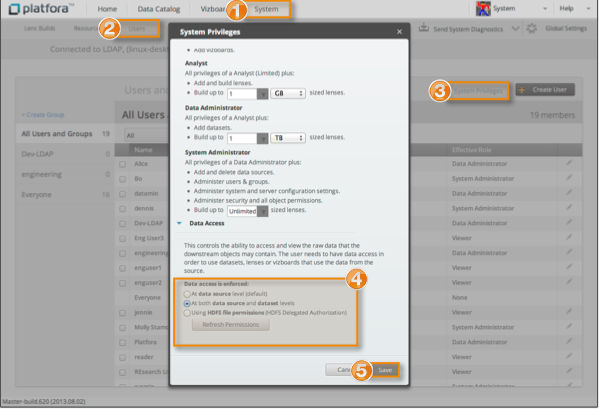 platfora™
Home
Data Catalog
Vizboar
1
System
System
Help
Lens Builds
Resour
2
Users
Send System Diagnostics
Global Settings
Connected to LDAP, (linux-desk
System Privileges
×
Users and
3
System Privileges
+ Create User
+ Create Group
All Users
19 members
All Users and Groups 19
All
Dev-LDAP 0
engineering 0
Everyone 16
Name
Effective Role
Alice
Data Administrator
Bo
System Administrator
datamin
Data Administrator
dennis
System Administrator
Dev-LDAP
Data Administrator
Eng User3
Viewer
engineering
Data Administrator
enguser1
Viewer
enguser2
Viewer
Everyone
None
jennie
Viewer
Molly Stams
System Administrator
Platfora
Data Administrator
reader
Viewer
REsearch U
Viewer
System Administrator
• Add vizboards.
Analyst
All privileges of a Analyst (Limited) plus:
• Add and build lenses.
• Build up to 1 GB sized lenses.
Data Administrator
All privileges of a Analyst plus:
• Add datasets.
• Build up to 1 TB sized lenses.
System Administrator
All privileges of a Data Administrator plus:
• Add and delete data sources.
• Administer users & groups.
• Administer system and server configuration settings.
• Administer security and all object permissions.
• Build up to Unlimited sized lenses.
Data Access
This controls the ability to access and view the raw data that the
downstream objects may contain. The user needs to have data access in
order to use datasets, lenses or vizboards that use the data from the
source.
4
Data access is enforced:
At data source level (default)
At both data source and dataset levels
Using HDFS file permissions (HDFS Delegated Authorization)
Refresh Permissions
Canc
5
Save
Master-build.620 (2013.08.02)